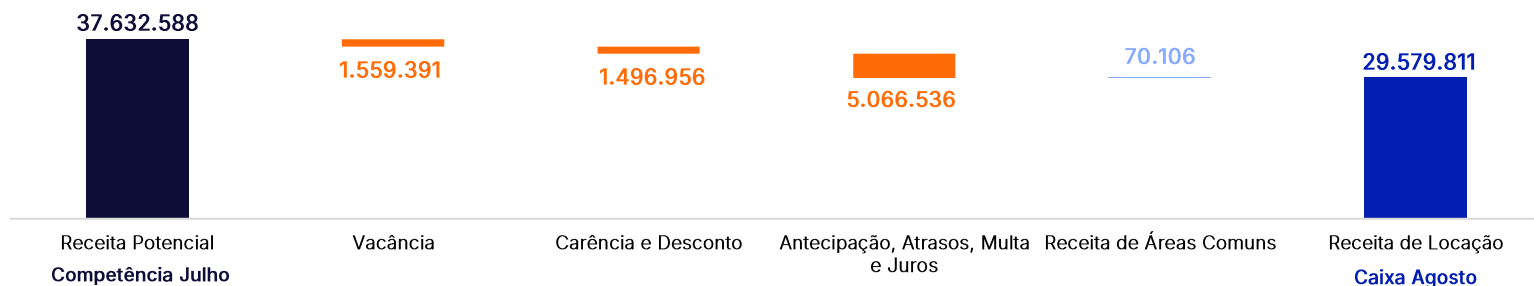 37.632.588
1.559.391
1.496.956
5.066.536
70.106
29.579.811
Receita Potencial
Competência Julho
Vacância
Carência e Desconto
Antecipação, Atrasos, Multa
e Juros
Receita de Áreas Comuns
Receita de Locação
Caixa Agosto